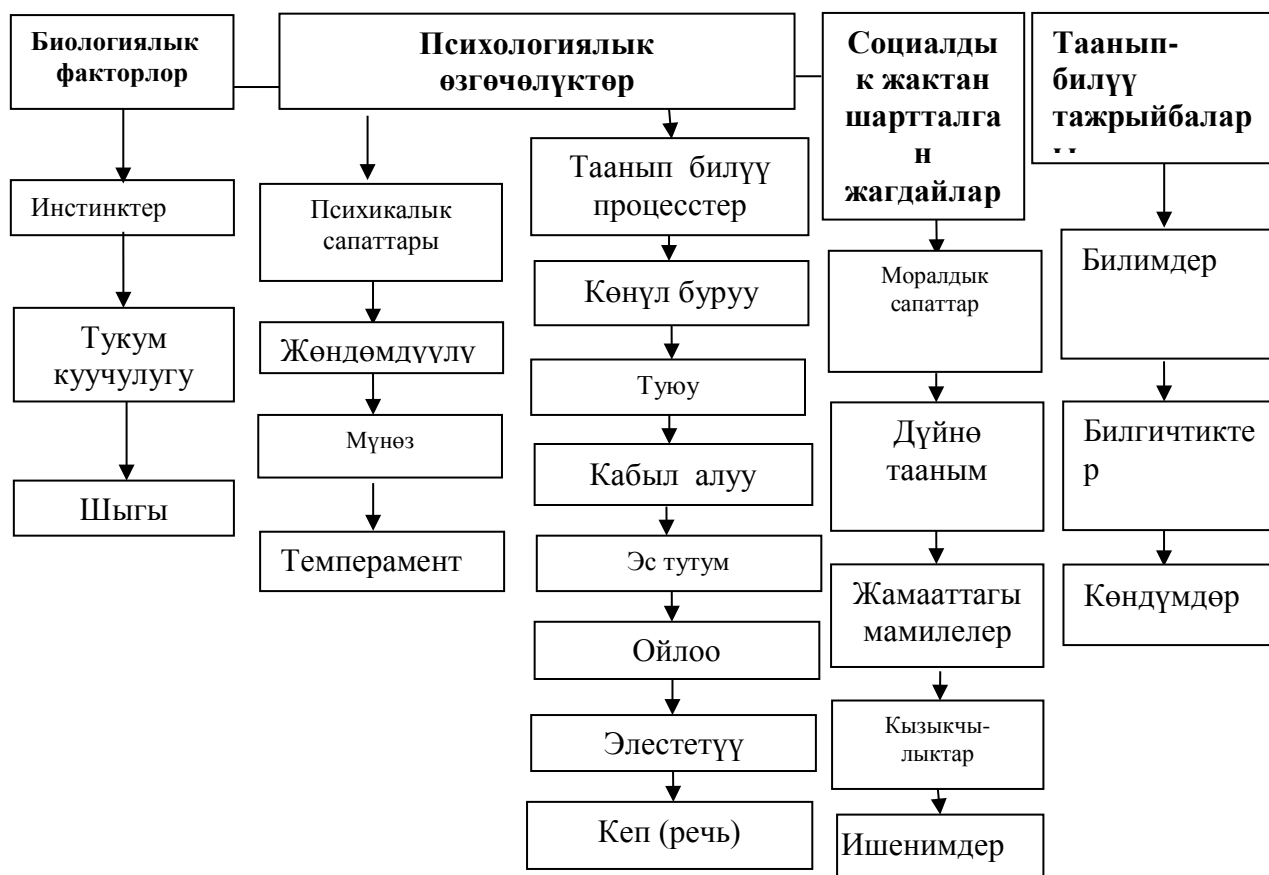 Биологиялык
факторлор
Психологиялык
өзгөчөлүктөр
Социалды
к жактан
шартталга
н
жагдайлар
Таанып-
билүү
тажрыйбалар
Инстинктер
Тукум
куучулугу
Шыгы
Психикалык
сапаттары
Жөндөмдүүлү
Мүнөз
Темперамент
Таанып билүү
процесстер
Көнүл буруу
Туюу
Кабыл алуу
Эс тутум
Ойлоо
Элестетүү
Кеп (речь)
Моралдык
сапаттар
Дүйнө
тааным
Жамааттагы
мамилелер
Кызыкчы-
лыктар
Ишенимдер
Билимдер
Билгичтикте
р
Көндүмдөр